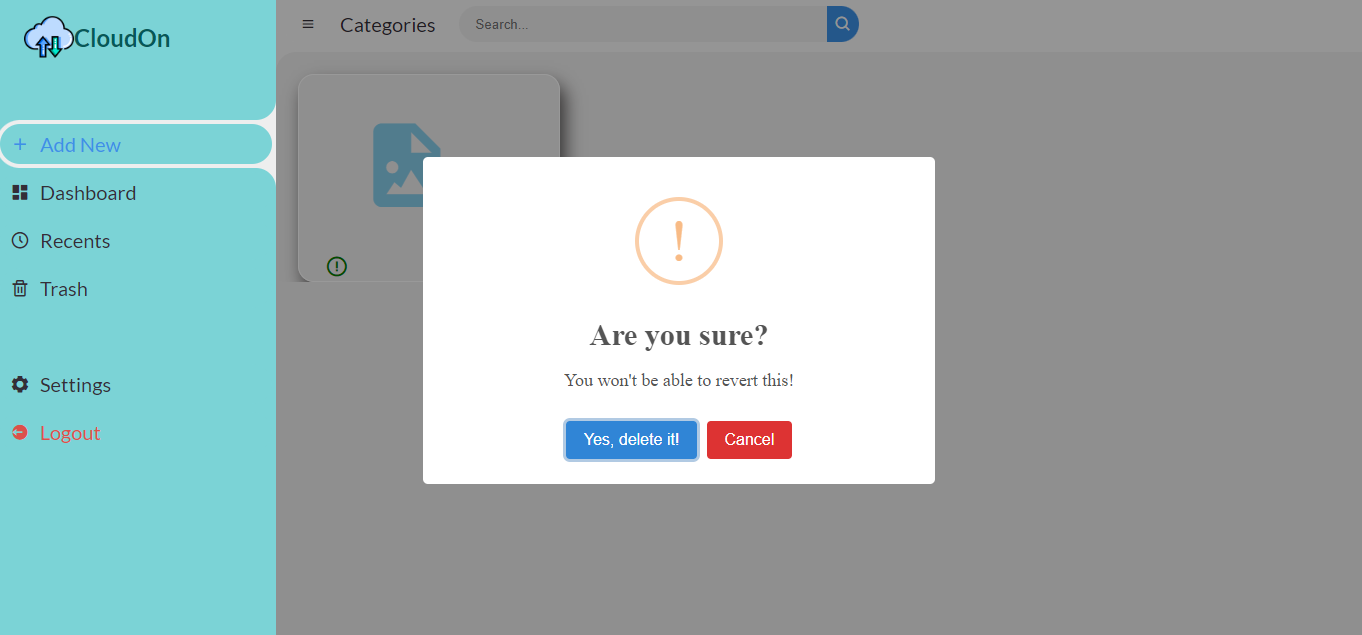 CloudOn
Categories
Search...
Add New
Dashboard
Recents
Trash
Settings
Logout
!
Are you sure?
You won't be able to revert this!
Yes, delete it!
Cancel